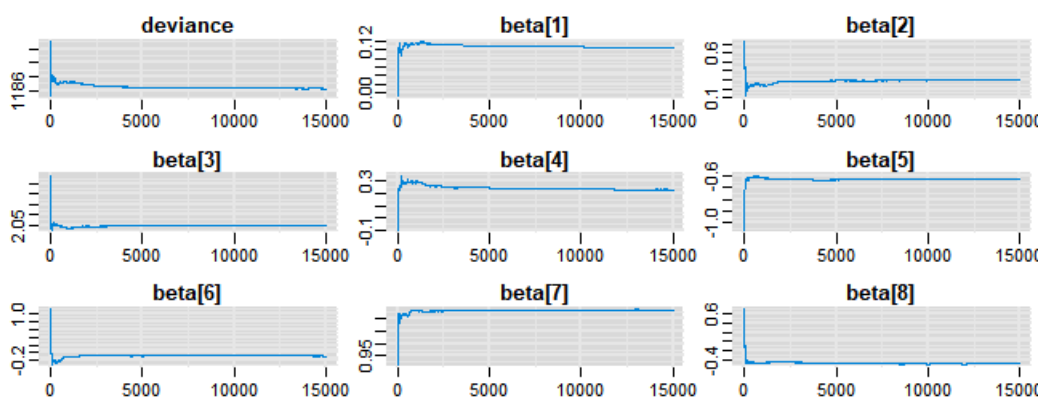 deviance beta[1] beta[2]
1186 0.00 0.12 0.1 0.6
0 5000 10000 15000 0 5000 10000 15000 0 5000 10000 15000
beta[3] beta[4] beta[5]
2.05 -0.1 0.3 -1.0 -0.6
0 5000 10000 15000 0 5000 10000 15000 0 5000 10000 15000
beta[6] beta[7] beta[8]
-0.2 1.0 0.95 -0.4 0.6
0 5000 10000 15000 0 5000 10000 15000 0 5000 10000 15000